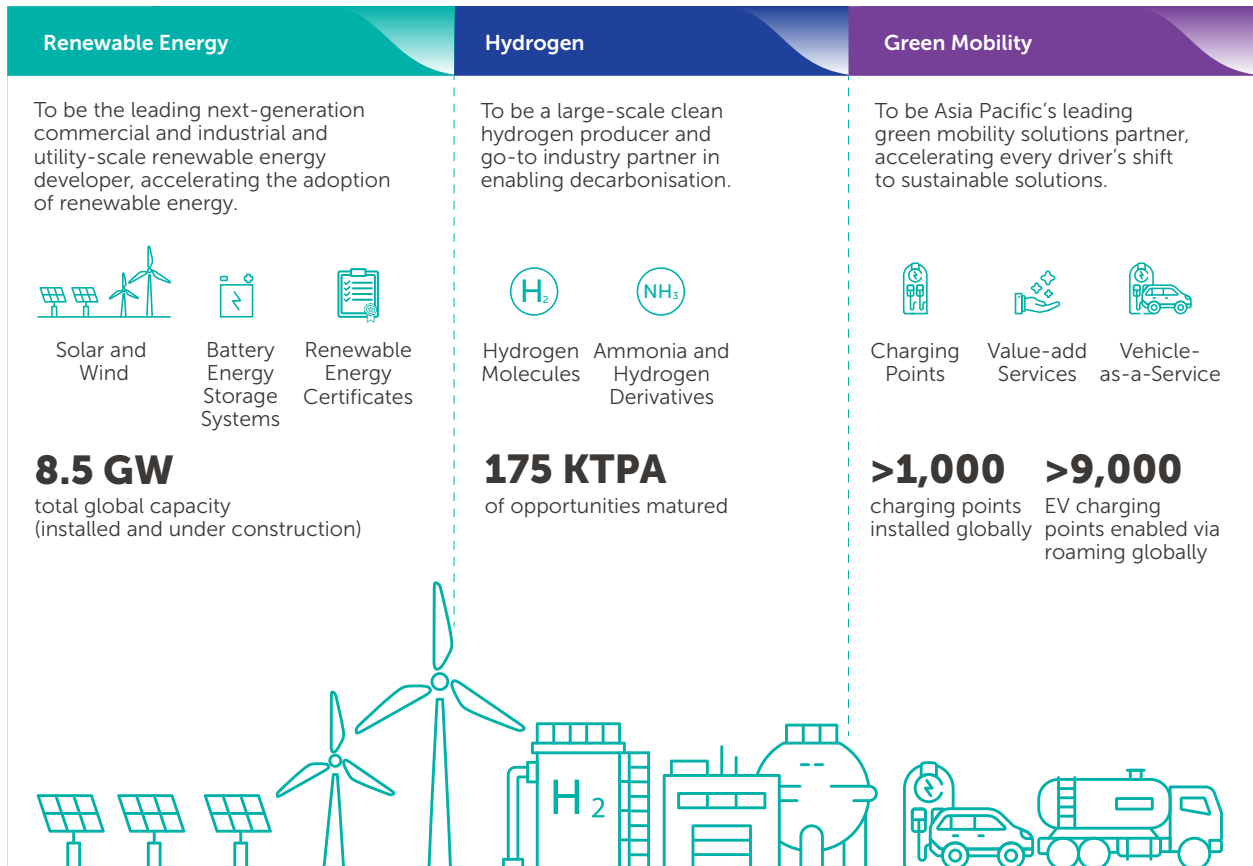 Renewable Energy
To be the leading next-generation
commercial and industrial and
utility-scale renewable energy
developer, accelerating the adoption
of renewable energy.
Solar and
Wind
Battery
Energy
Storage
Systems
Renewable
Energy
Certificates
8.5 GW
total global capacity
(installed and under construction)
Hydrogen
To be a large-scale clean
hydrogen producer and
go-to industry partner in
enabling decarbonisation.
H2
NH3
Hydrogen
Molecules
Ammonia and
Hydrogen
Derivatives
175 KTPA
of opportunities matured
Green Mobility
To be Asia Pacific’s leading
green mobility solutions partner,
accelerating every driver’s shift
to sustainable solutions.
Charging
Points
Value-add
Services
Vehicle-
as-a-Service
>1,000
charging points
installed globally
>9,000
EV charging
points enabled via
roaming globally
H2